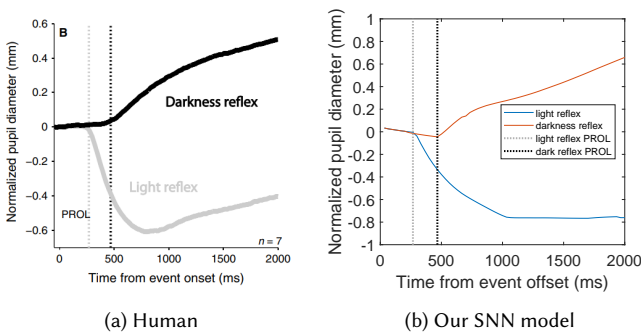 B
Normalized pupil diameter (mm)
0.6
0.4
0.2
0
-0.2
-0.4
-0.6
Darkness reflex
Light reflex
PROL
n = 7
0
500
1000
1500
2000
Time from event onset (ms)
(a) Human
Normalized pupil diameter (mm)
1
0.8
0.6
0.4
0.2
0
-0.2
-0.4
-0.6
-0.8
-1
light reflex
darkness reflex
light reflex PROL
dark reflex PROL
0
500
1000
1500
2000
Time from event offset (ms)
(b) Our SNN model